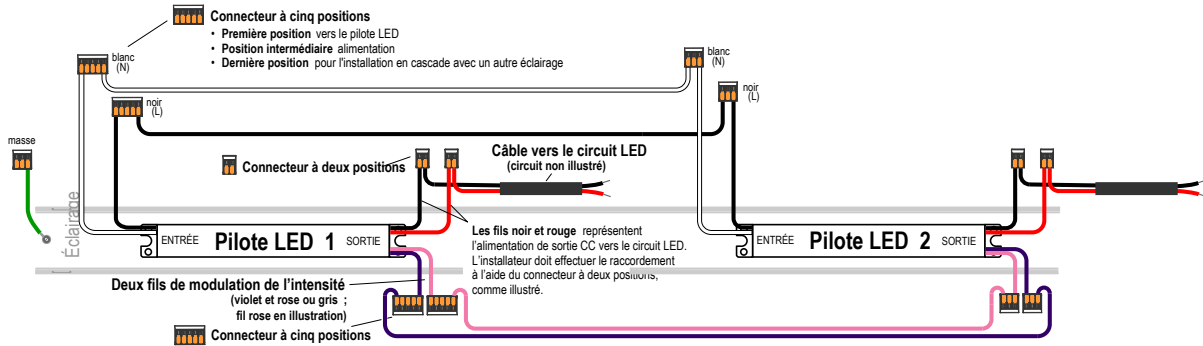 Connecteur à cinq positions
• Première position vers le pilote LED
• Position intermédiaire alimentation
• Dernière position pour l'installation en cascade avec un autre éclairage
blanc
(N)
blanc
(N)
noir
(L)
noir
(L)
masse
Connecteur à deux positions
Câble vers le circuit LED
(circuit non illustré)
Éclairage
ENTRÉE
Pilote LED 1
SORTIE
Les fils noir et rouge représentent
l'alimentation de sortie CC vers le circuit LED.
L'installateur doit effectuer le raccordement
à l'aide du connecteur à deux positions,
comme illustré.
ENTRÉE
Pilote LED 2
SORTIE
Deux fils de modulation de l'intensité
(violet et rose ou gris ;
fil rose en illustration)
Connecteur à cinq positions